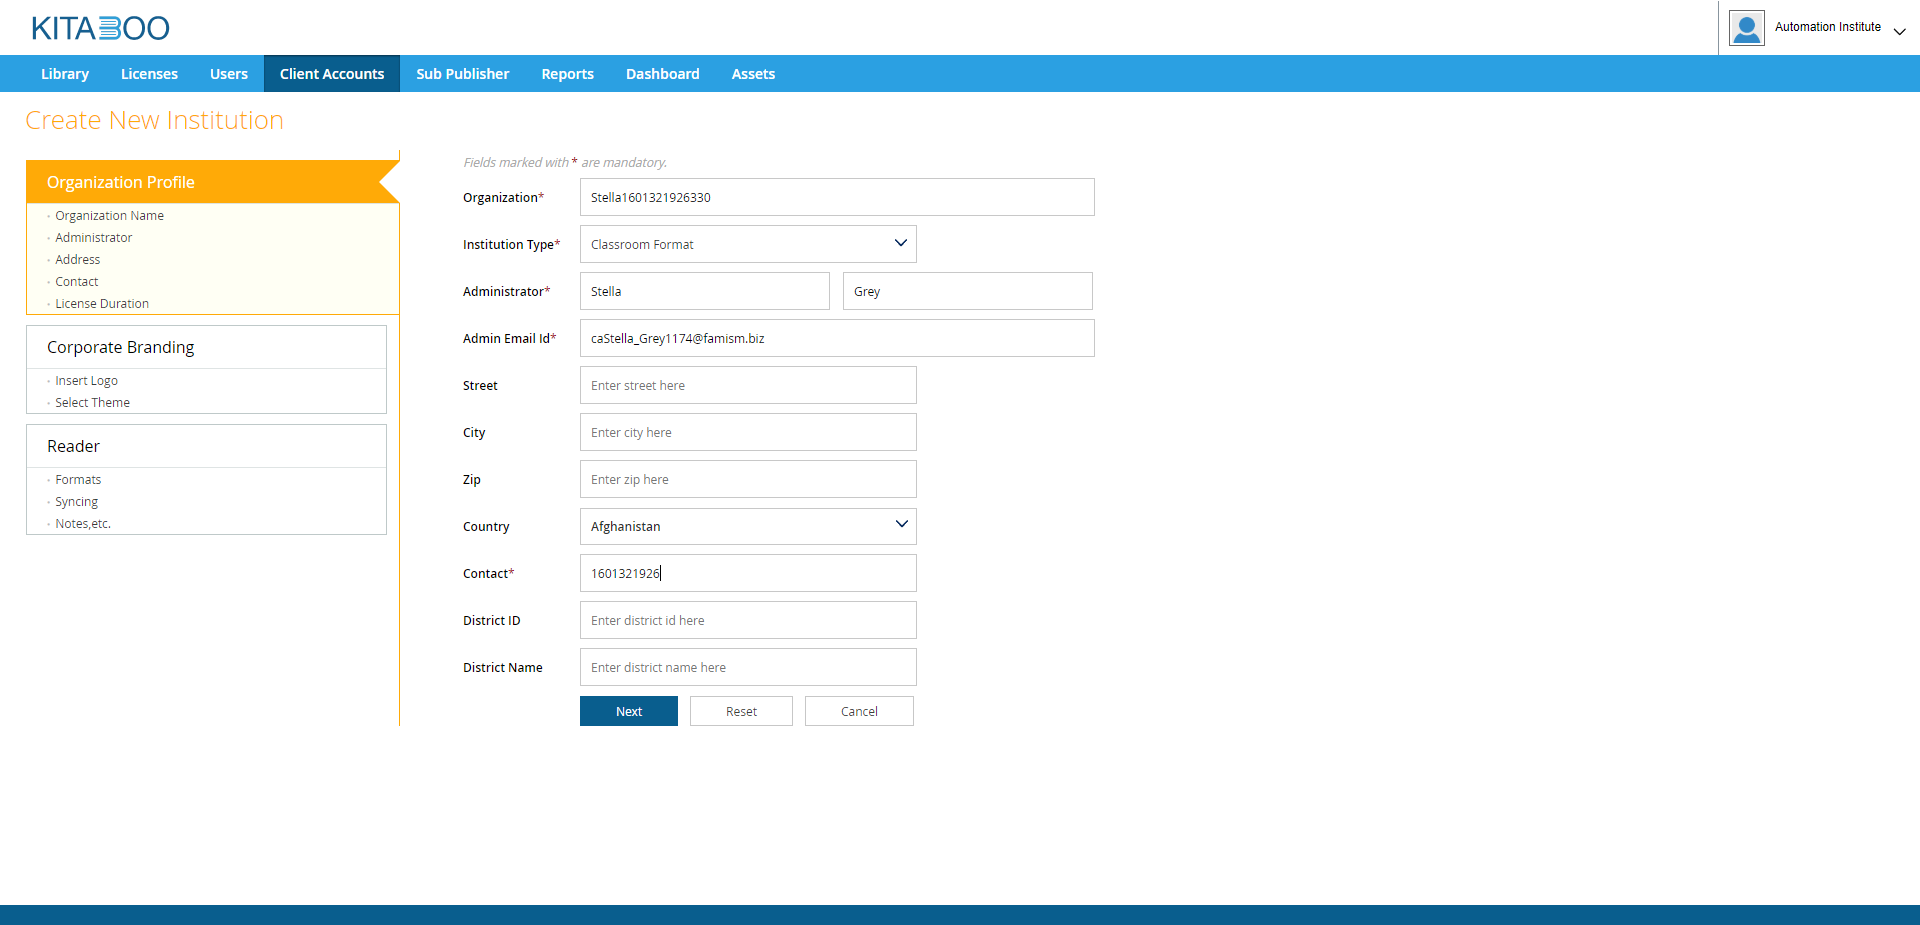 KITABOO
Automation Institute
Library Licenses Users Client Accounts Sub Publisher Reports Dashboard Assets
Create New Institution
Organization Profile
Organization Name
Administrator
Address
Contact
License Duration
Corporate Branding
Insert Logo
Select Theme
Reader
Formats
Syncing
Notes,etc.
Fields marked with * are mandatory.
Organization* Stella1601321926330
Institution Type* Classroom Format
Administrator* Stella Grey
Admin Email Id* caStella_Grey1174@famism.biz
Street Enter street here
City Enter city here
Zip Enter zip here
Country Afghanistan
Contact* 1601321926
District ID Enter district id here
District Name Enter district name here
Next Reset Cancel